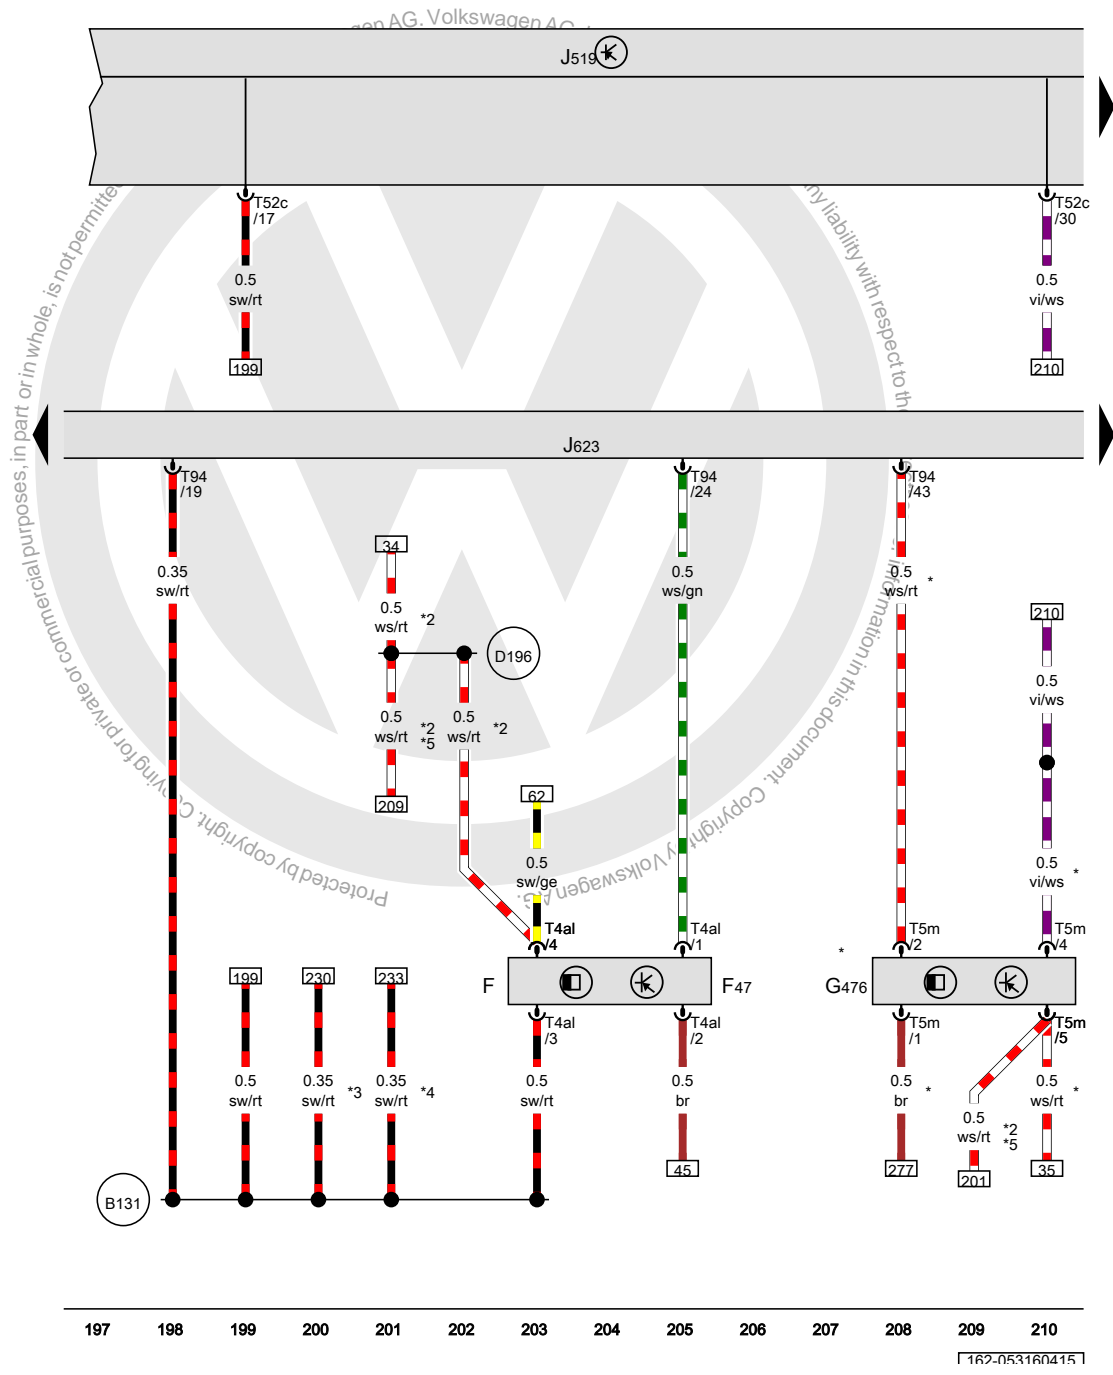 gen AG. Volkswagen AG
J519
T52c
/17
T52c
/30
0.5
sw/rt
0.5
vi/ws
199
210
J623
T94
/19
T94
/24
T94
/43
34
0.35
sw/rt
0.5
ws/gn
0.5
ws/rt
*
0.5
ws/rt
*2
210
D196
0.5
vi/ws
0.5
ws/rt
*2
*5
0.5
ws/rt
*2
209
62
0.5
sw/ge
0.5
vi/ws
*
T4al
/4
T4al
/1
T5m
/2
T5m
/4
*
199
230
233
F
F47
G476
T4al
/3
T4al
/2
T5m
/1
T5m
/5
0.5
sw/rt
0.35
sw/rt
*3
0.35
sw/rt
*4
0.5
sw/rt
0.5
br
0.5
br
*
0.5
ws/rt
*
0.5
ws/rt
*2
*5
45
277
201
35
B131
197 198 199 200 201 202 203 204 205 206 207 208 209 210
162-053160415
Protected by copyright. Copying for private or commercial purposes, in part or in whole, is not permitted
ny liability with respect to the
information in this document. Copyright by Volkswagen AG.